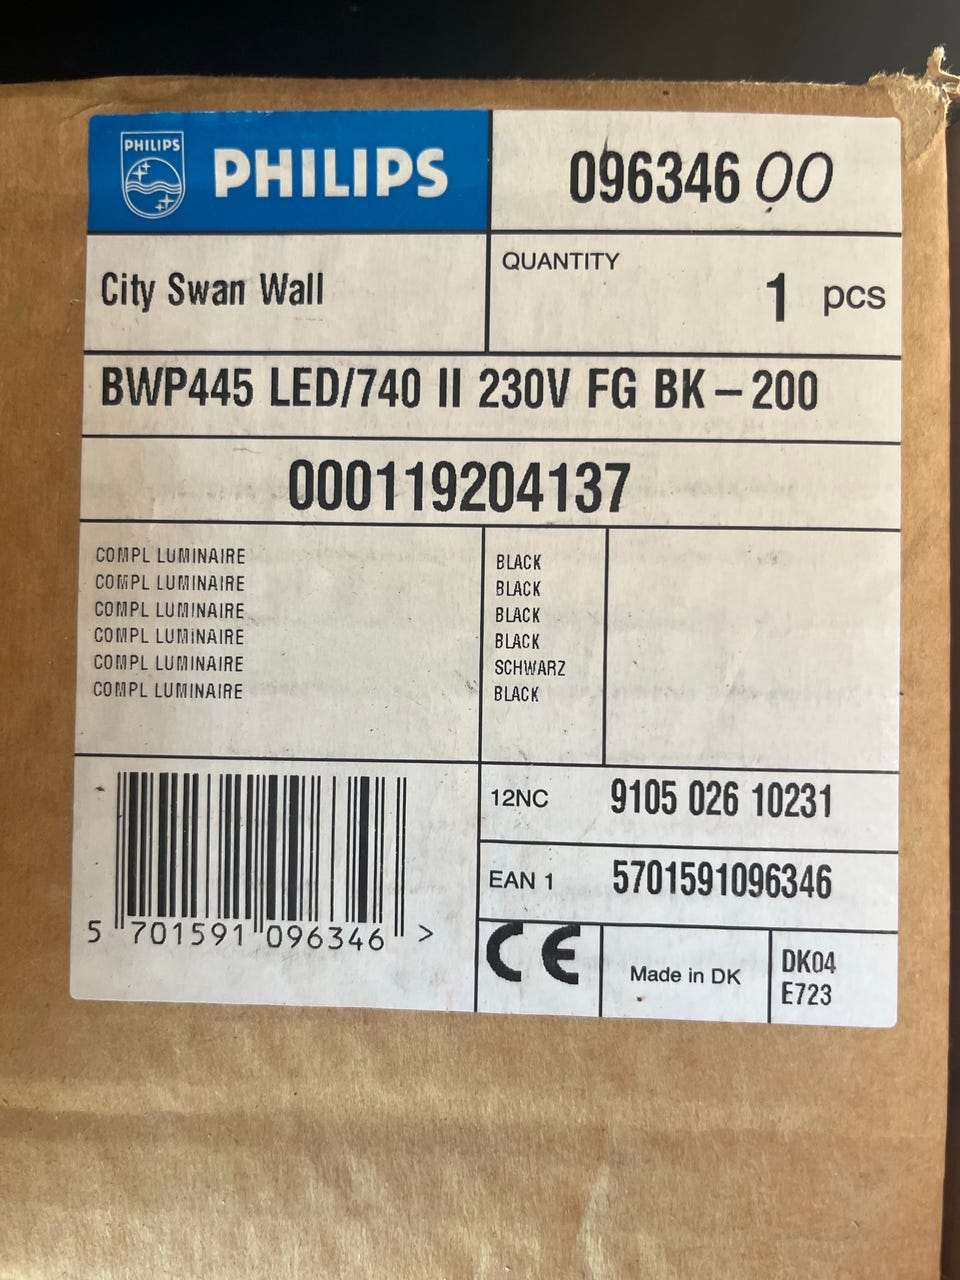 PHILIPS
PHILIPS
096346 00
City Swan Wall
QUANTITY
1 pcs
BWP445 LED/740 II 230V FG BK – 200
000119204137
COMPL LUMINAIRE
COMPL LUMINAIRE
COMPL LUMINAIRE
COMPL LUMINAIRE
COMPL LUMINAIRE
COMPL LUMINAIRE
BLACK
BLACK
BLACK
BLACK
SCHWARZ
BLACK
5 701591 096346 >
12NC 9105 026 10231
EAN 1 5701591096346
CE
Made in DK
DK04
E723